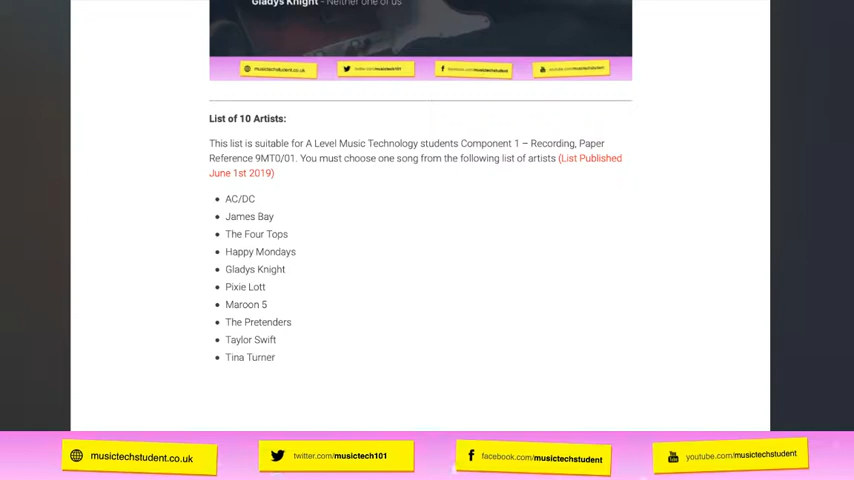 Gladys Knight - Neither one of us
musictechstudent.co.uk
twitter.com/musictech101
facebook.com/musictechstudent
youtube.com/musictechstudent
List of 10 Artists:
This list is suitable for A Level Music Technology students Component 1 – Recording, Paper
Reference 9MT0/01. You must choose one song from the following list of artists (List Published
June 1st 2019)
AC/DC
James Bay
The Four Tops
Happy Mondays
Gladys Knight
Pixie Lott
Maroon 5
The Pretenders
Taylor Swift
Tina Turner
musictechstudent.co.uk
twitter.com/musictech101
facebook.com/musictechstudent
youtube.com/musictechstudent